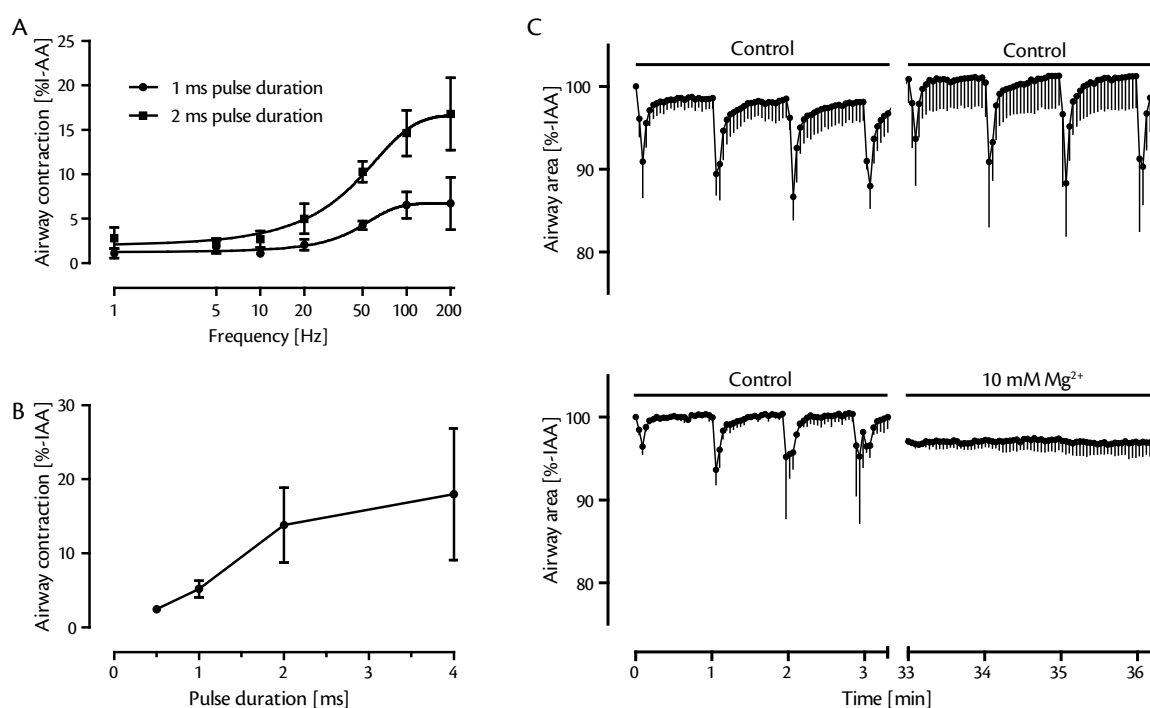 A
25
20
15
10
5
0
Airway contraction [%I-AA]
1 ms pulse duration
2 ms pulse duration
1 5 10 20 50 100 200
Frequency [Hz]
B
30
20
10
0
Airway contraction [%-IAA]
0 1 2 3 4
Pulse duration [ms]
C
Control Control
100
90
80
Airway area [%-IAA]
Control 10 mM Mg²⁺
100
90
80
Airway area [%-IAA]
0 1 2 3 33 34 35 36
Time [min]